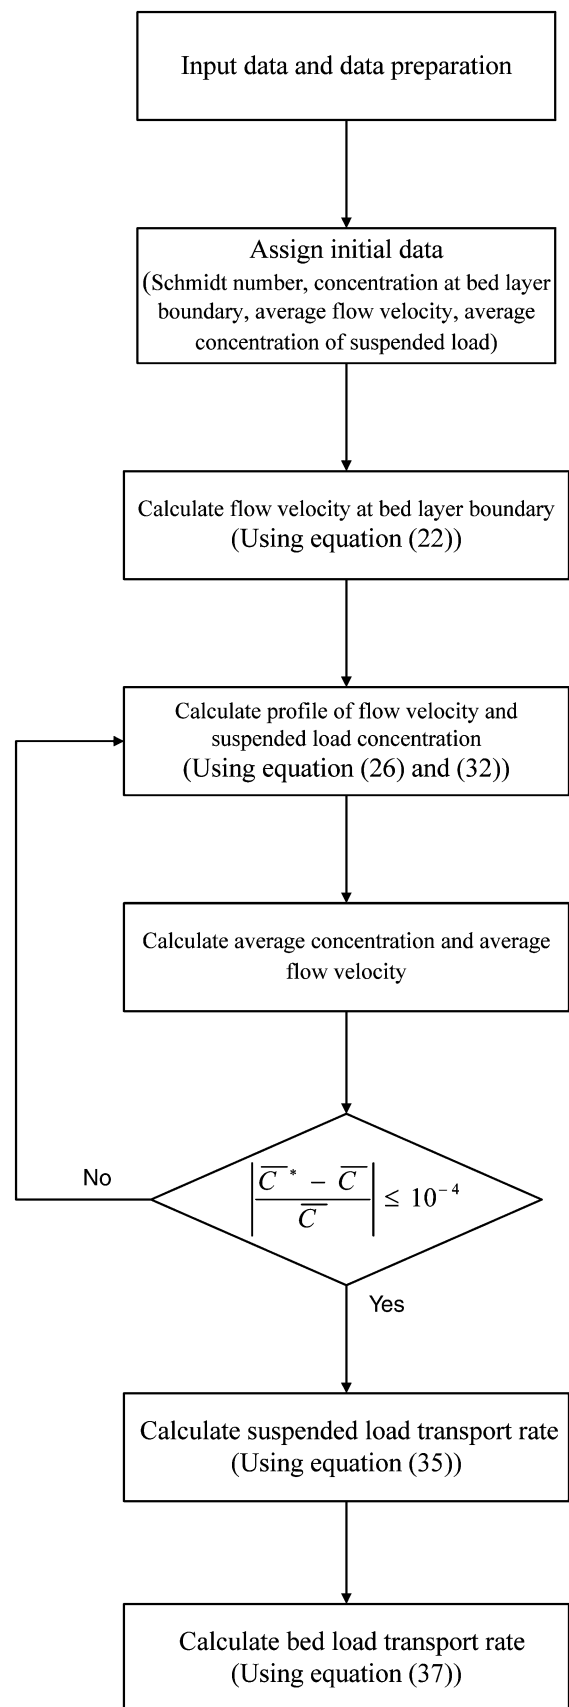 Input data and data preparation
Assign initial data
(Schmidt number, concentration at bed layer
boundary, average flow velocity, average
concentration of suspended load)
Calculate flow velocity at bed layer boundary
(Using equation (22))
Calculate profile of flow velocity and
suspended load concentration
(Using equation (26) and (32))
Calculate average concentration and average
flow velocity
No
|(C̅* − C̅) / C̅| ≤ 10⁻⁴
Yes
Calculate suspended load transport rate
(Using equation (35))
Calculate bed load transport rate
(Using equation (37))